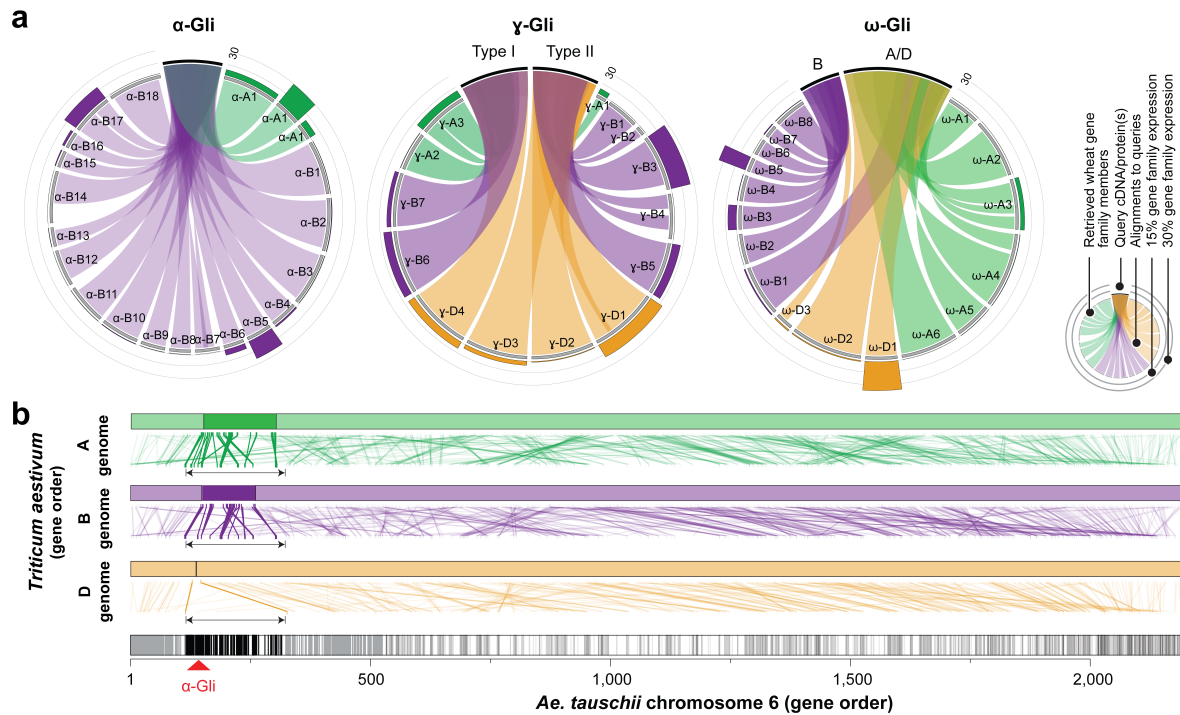 a
α-Gli
30
α-A1
α-A1
α-A1
α-B1
α-B2
α-B3
α-B4
α-B5
α-B6
α-B7
α-B8
α-B9
α-B10
α-B11
α-B12
α-B13
α-B14
α-B15
α-B16
α-B17
α-B18
ɣ-Gli
Type I
Type II
30
ɣ-A1
ɣ-B1
ɣ-B2
ɣ-B3
ɣ-B4
ɣ-B5
ɣ-D1
ɣ-D2
ɣ-D3
ɣ-D4
ɣ-B6
ɣ-B7
ɣ-A2
ɣ-A3
ω-Gli
B
A/D
30
ω-A1
ω-A2
ω-A3
ω-A4
ω-A5
ω-A6
ω-D1
ω-D2
ω-D3
ω-B1
ω-B2
ω-B3
ω-B4
ω-B5
ω-B6
ω-B7
ω-B8
Retrieved wheat gene
family members
Query cDNA/protein(s)
Alignments to queries
15% gene family expression
30% gene family expression
b
Triticum aestivum
(gene order)
A
genome
B
genome
D
genome
α-Gli
1
500
1,000
1,500
2,000
Ae. tauschii chromosome 6 (gene order)